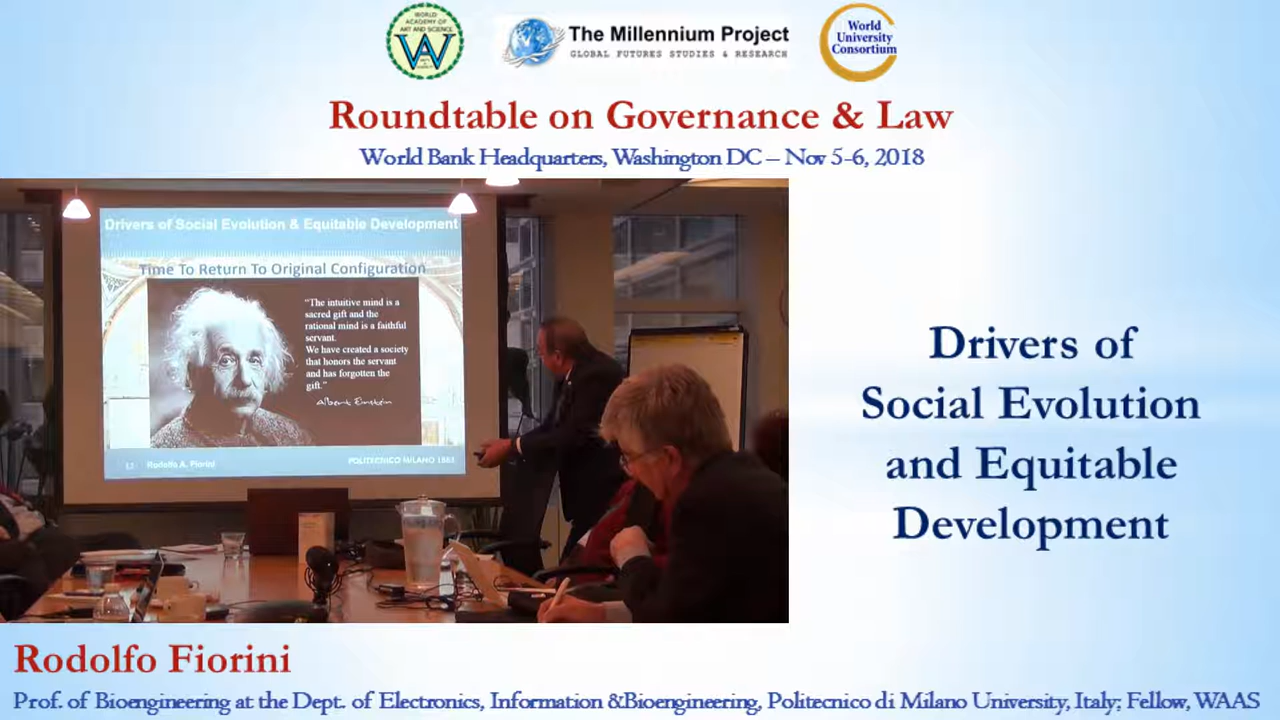 WORLD
ACADEMY OF
ART AND SCIENCE
The Millennium Project
GLOBAL FUTURES STUDIES & RESEARCH
World
University
Consortium
Roundtable on Governance & Law
World Bank Headquarters, Washington DC – Nov 5-6, 2018
Drivers of Social Evolution & Equitable Development
Time To Return To Original Configuration
“The intuitive mind is a
sacred gift and the
rational mind is a faithful
servant.
We have created a society
that honors the servant
and has forgotten the
gift.”
Albert Einstein
Rodolfo A. Fiorini
POLITECNICO MILANO 1863
Drivers of
Social Evolution
and Equitable
Development
Rodolfo Fiorini
Prof. of Bioengineering at the Dept. of Electronics, Information &Bioengineering, Politecnico di Milano University, Italy; Fellow, WAAS